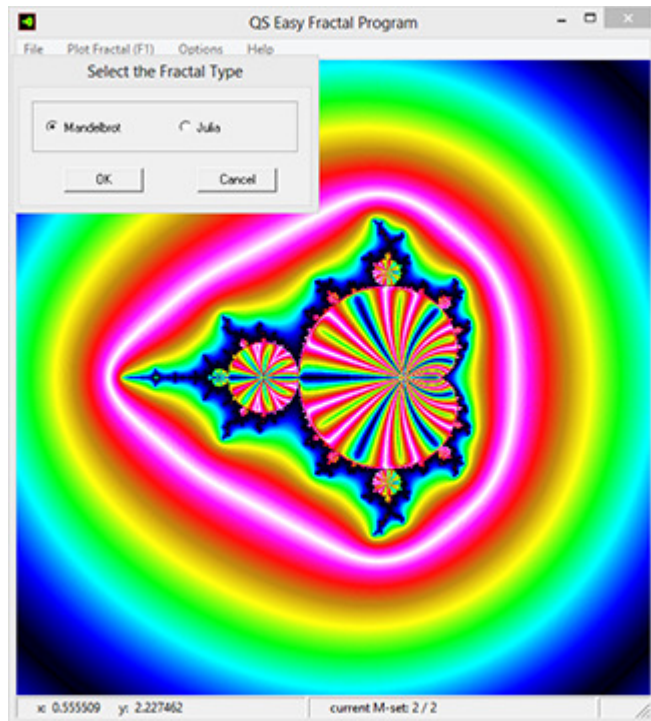 QS Easy Fractal Program
File Plot Fractal (F1) Options Help
Select the Fractal Type
Mandelbrot Julia
OK Cancel
x: 0.555509 y: 2.227462 current M-set: 2 / 2